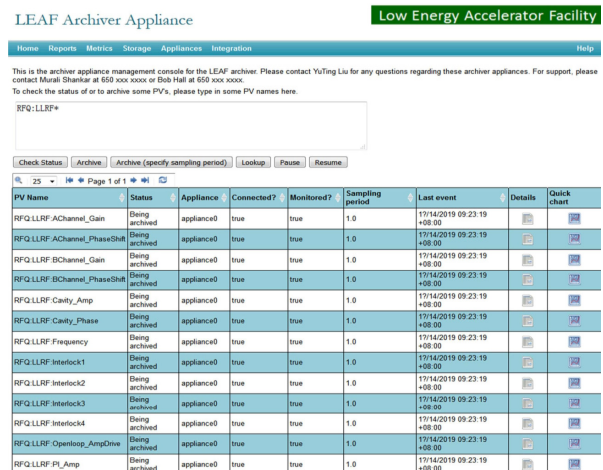 LEAF Archiver Appliance
Low Energy Accelerator Facility
Home Reports Metrics Storage Appliances Integration Help
This is the archiver appliance management console for the LEAF archiver. Please contact YuTing Liu for any questions regarding these archiver appliances. For support, please
contact Murali Shankar at 650 xxx xxxx or Bob Hall at 650 xxx xxxx.
To check the status of or to archive some PV's, please type in some PV names here.
RFQ:LLRF*
Check Status Archive Archive (specify sampling period) Lookup Pause Resume
25 Page 1 of 1
PV Name Status Appliance Connected? Monitored? Sampling period Last event Details Quick chart
RFQ:LLRF:AChannel_Gain Being archived appliance0 true true 1.0 1?/14/2019 09:23:19 +08:00
RFQ:LLRF:AChannel_PhaseShift Being archived appliance0 true true 1.0 1?/14/2019 09:23:19 +08:00
RFQ:LLRF:BChannel_Gain Being archived appliance0 true true 1.0 1?/14/2019 09:23:19 +08:00
RFQ:LLRF:BChannel_PhaseShift Being archived appliance0 true true 1.0 1?/14/2019 09:23:19 +08:00
RFQ:LLRF:Cavity_Amp Being archived appliance0 true true 1.0 1?/14/2019 09:23:19 +08:00
RFQ:LLRF:Cavity_Phase Being archived appliance0 true true 1.0 1?/14/2019 09:23:19 +08:00
RFQ:LLRF:Frequency Being archived appliance0 true true 1.0 1?/14/2019 09:23:19 +08:00
RFQ:LLRF:Interlock1 Being archived appliance0 true true 1.0 1?/14/2019 09:23:19 +08:00
RFQ:LLRF:Interlock2 Being archived appliance0 true true 1.0 1?/14/2019 09:23:19 +08:00
RFQ:LLRF:Interlock3 Being archived appliance0 true true 1.0 1?/14/2019 09:23:19 +08:00
RFQ:LLRF:Interlock4 Being archived appliance0 true true 1.0 1?/14/2019 09:23:19 +08:00
RFQ:LLRF:Openloop_AmpDrive Being archived appliance0 true true 1.0 1?/14/2019 09:23:19 +08:00
RFQ:LLRF:PI_Amp Being archived appliance0 true true 1.0 1?/14/2019 09:23:19 +08:00